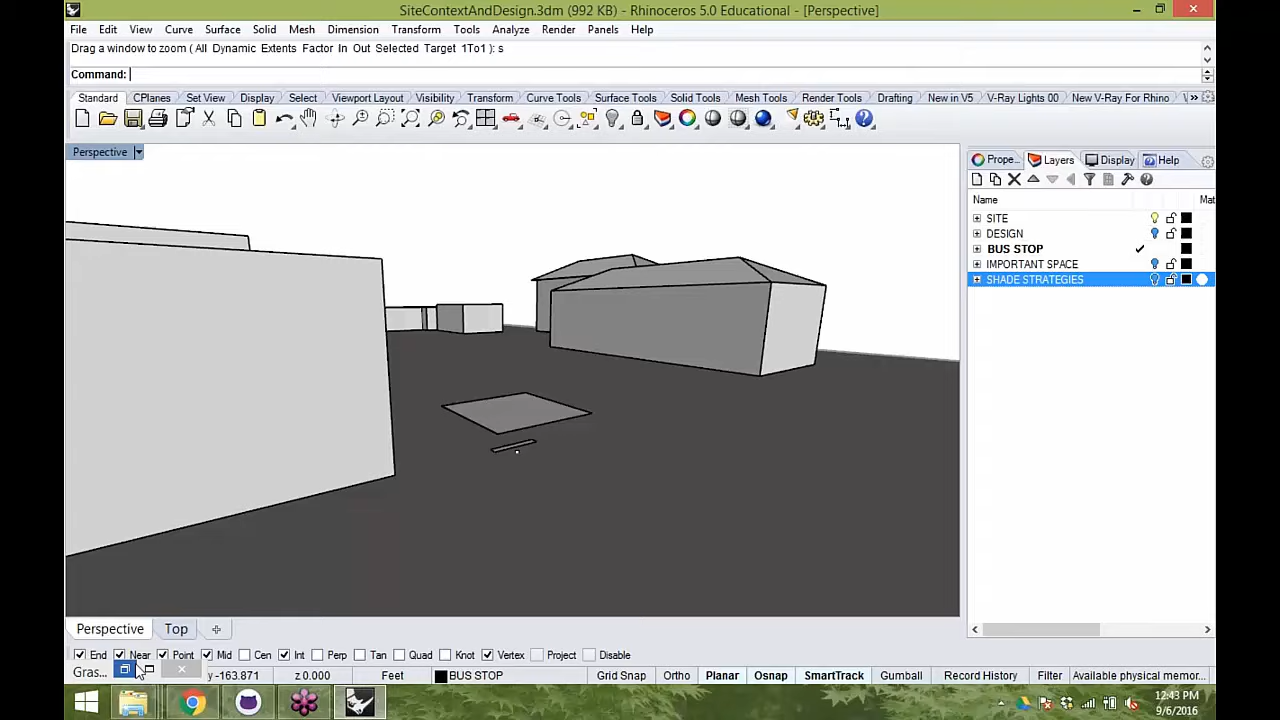 SiteContextAndDesign.3dm (992 KB) - Rhinoceros 5.0 Educational - [Perspective]
File Edit View Curve Surface Solid Mesh Dimension Transform Tools Analyze Render Panels Help
Drag a window to zoom ( All Dynamic Extents Factor In Out Selected Target 1To1 ): s
Command:
Standard CPlanes Set View Display Select Viewport Layout Visibility Transform Curve Tools Surface Tools Solid Tools Mesh Tools Render Tools Drafting New in V5 V-Ray Lights 00 New V-Ray For Rhino
Perspective
Prope... Layers Display Help
Name Mat
SITE
DESIGN
BUS STOP
IMPORTANT SPACE
SHADE STRATEGIES
Perspective Top
End Near Point Mid Cen Int Perp Tan Quad Knot Vertex Project Disable
Gras... y -163.871 z 0.000 Feet BUS STOP Grid Snap Ortho Planar Osnap SmartTrack Gumball Record History Filter Available physical memor...
12:43 PM
9/6/2016